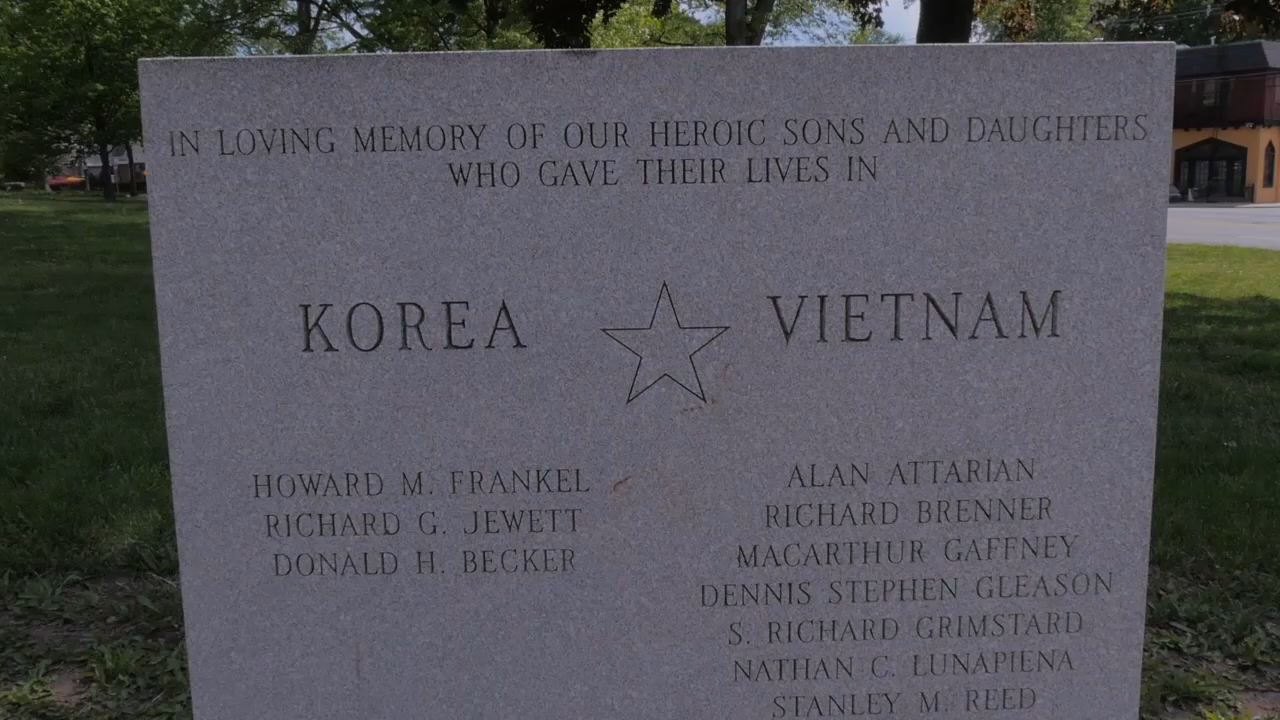 IN LOVING MEMORY OF OUR HEROIC SONS AND DAUGHTERS
WHO GAVE THEIR LIVES IN
KOREA VIETNAM
HOWARD M. FRANKEL
RICHARD G. JEWETT
DONALD H. BECKER
ALAN ATTARIAN
RICHARD BRENNER
MACARTHUR GAFFNEY
DENNIS STEPHEN GLEASON
S. RICHARD GRIMSTARD
NATHAN C. LUNAPIENA
STANLEY M. REED